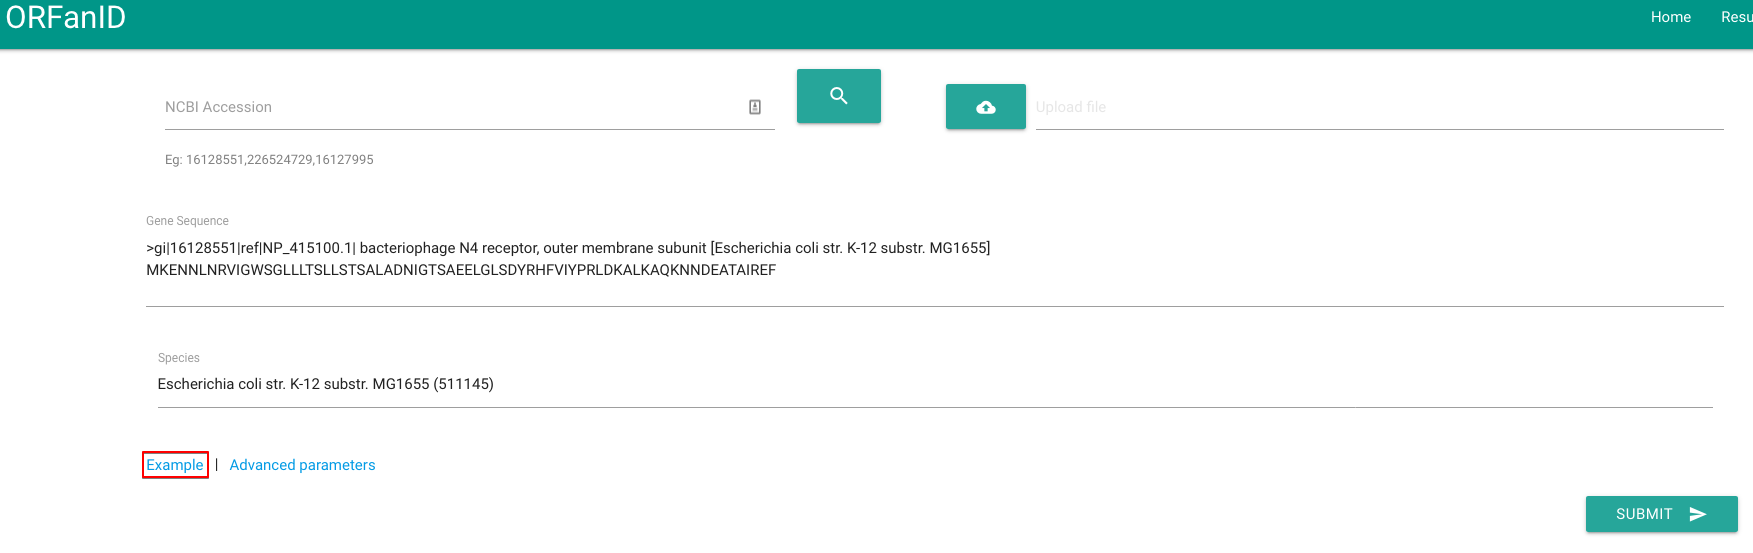 ORFanID
Home
Resu
NCBI Accession
Upload file
Eg: 16128551,226524729,16127995
Gene Sequence
>gi|16128551|ref|NP_415100.1| bacteriophage N4 receptor, outer membrane subunit [Escherichia coli str. K-12 substr. MG1655]
MKENNLNRVIGWSGLLLTSLLSTSALADNIGTSAEELGLSDYRHFVIYPRLDKALKAQKNNDEATAIREF
Species
Escherichia coli str. K-12 substr. MG1655 (511145)
Example | Advanced parameters
SUBMIT